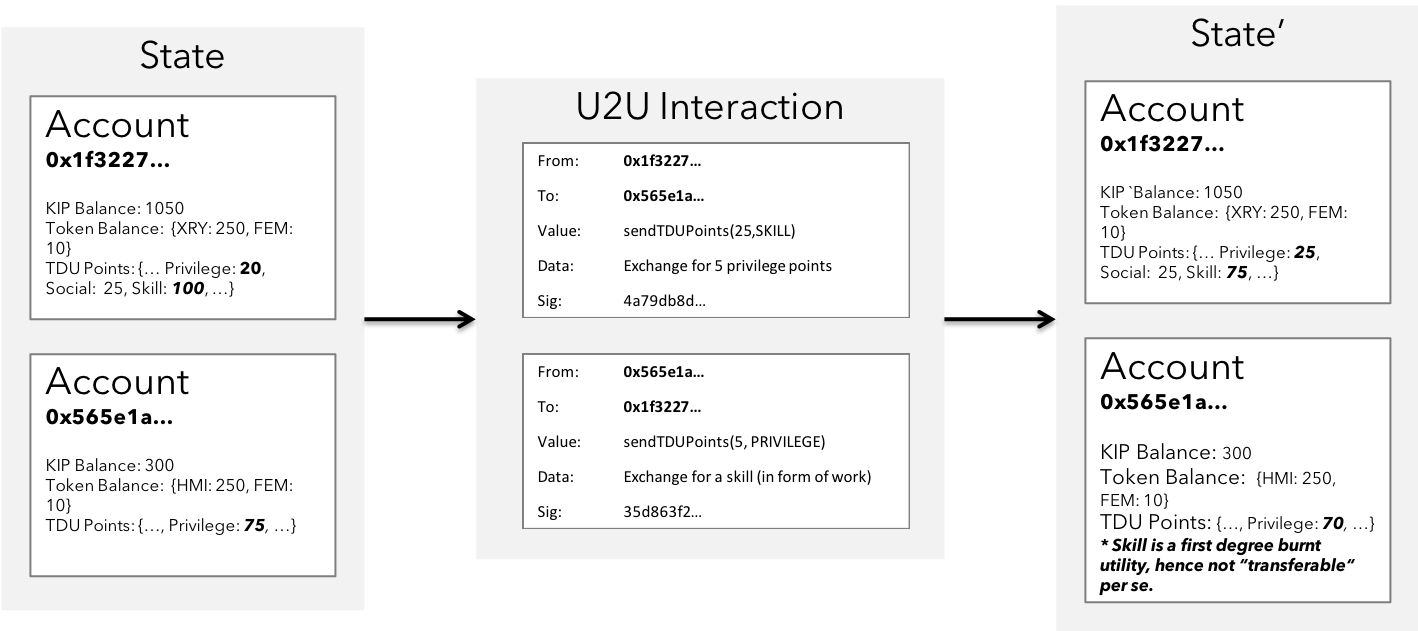 State
Account
0x1f3227...
KIP Balance: 1050
Token Balance: {XRY: 250, FEM:
10}
TDU Points: {... Privilege: 20,
Social: 25, Skill: 100, ...}
Account
0x565e1a...
KIP Balance: 300
Token Balance: {HMI: 250, FEM:
10}
TDU Points: {..., Privilege: 75, ...}
U2U Interaction
From: 0x1f3227...
To: 0x565e1a...
Value: sendTDUPoints(25,SKILL)
Data: Exchange for 5 privilege points
Sig: 4a79db8d...
From: 0x565e1a...
To: 0x1f3227...
Value: sendTDUPoints(5, PRIVILEGE)
Data: Exchange for a skill (in form of work)
Sig: 35d863f2...
State’
Account
0x1f3227...
KIP `Balance: 1050
Token Balance: {XRY: 250, FEM:
10}
TDU Points: {... Privilege: 25,
Social: 25, Skill: 75, ...}
Account
0x565e1a...
KIP Balance: 300
Token Balance: {HMI: 250,
FEM: 10}
TDU Points: {..., Privilege: 70, ...}
* Skill is a first degree burnt
utility, hence not “transferable”
per se.